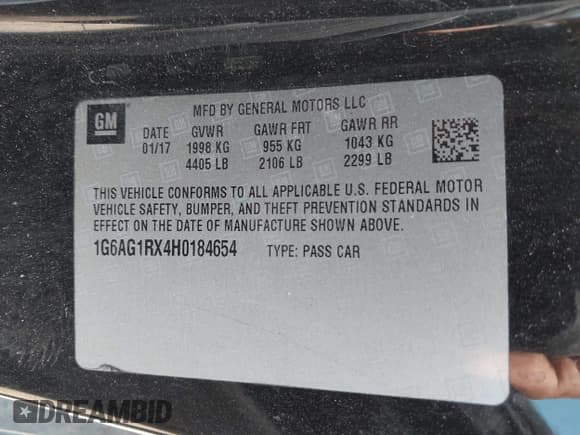 GM
MFD BY GENERAL MOTORS LLC
DATE GVWR GAWR FRT GAWR RR
01/17 1998 KG 955 KG 1043 KG
4405 LB 2106 LB 2299 LB
THIS VEHICLE CONFORMS TO ALL APPLICABLE U.S. FEDERAL MOTOR
VEHICLE SAFETY, BUMPER, AND THEFT PREVENTION STANDARDS IN
EFFECT ON THE DATE OF MANUFACTURE SHOWN ABOVE.
1G6AG1RX4H0184654 TYPE: PASS CAR
DREAMBID